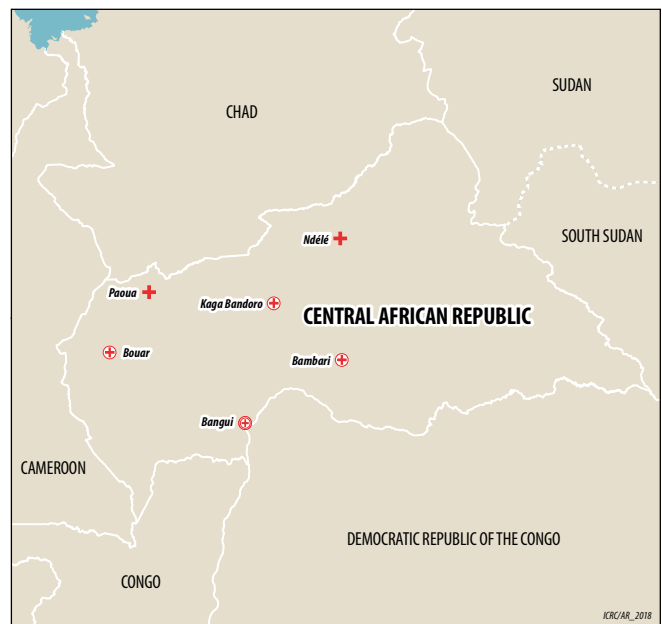 SUDAN
CHAD
SOUTH SUDAN
Ndélé
Paoua
Kaga Bandoro
CENTRAL AFRICAN REPUBLIC
Bouar
Bambari
Bangui
CAMEROON
DEMOCRATIC REPUBLIC OF THE CONGO
CONGO
ICRC/AR_2018